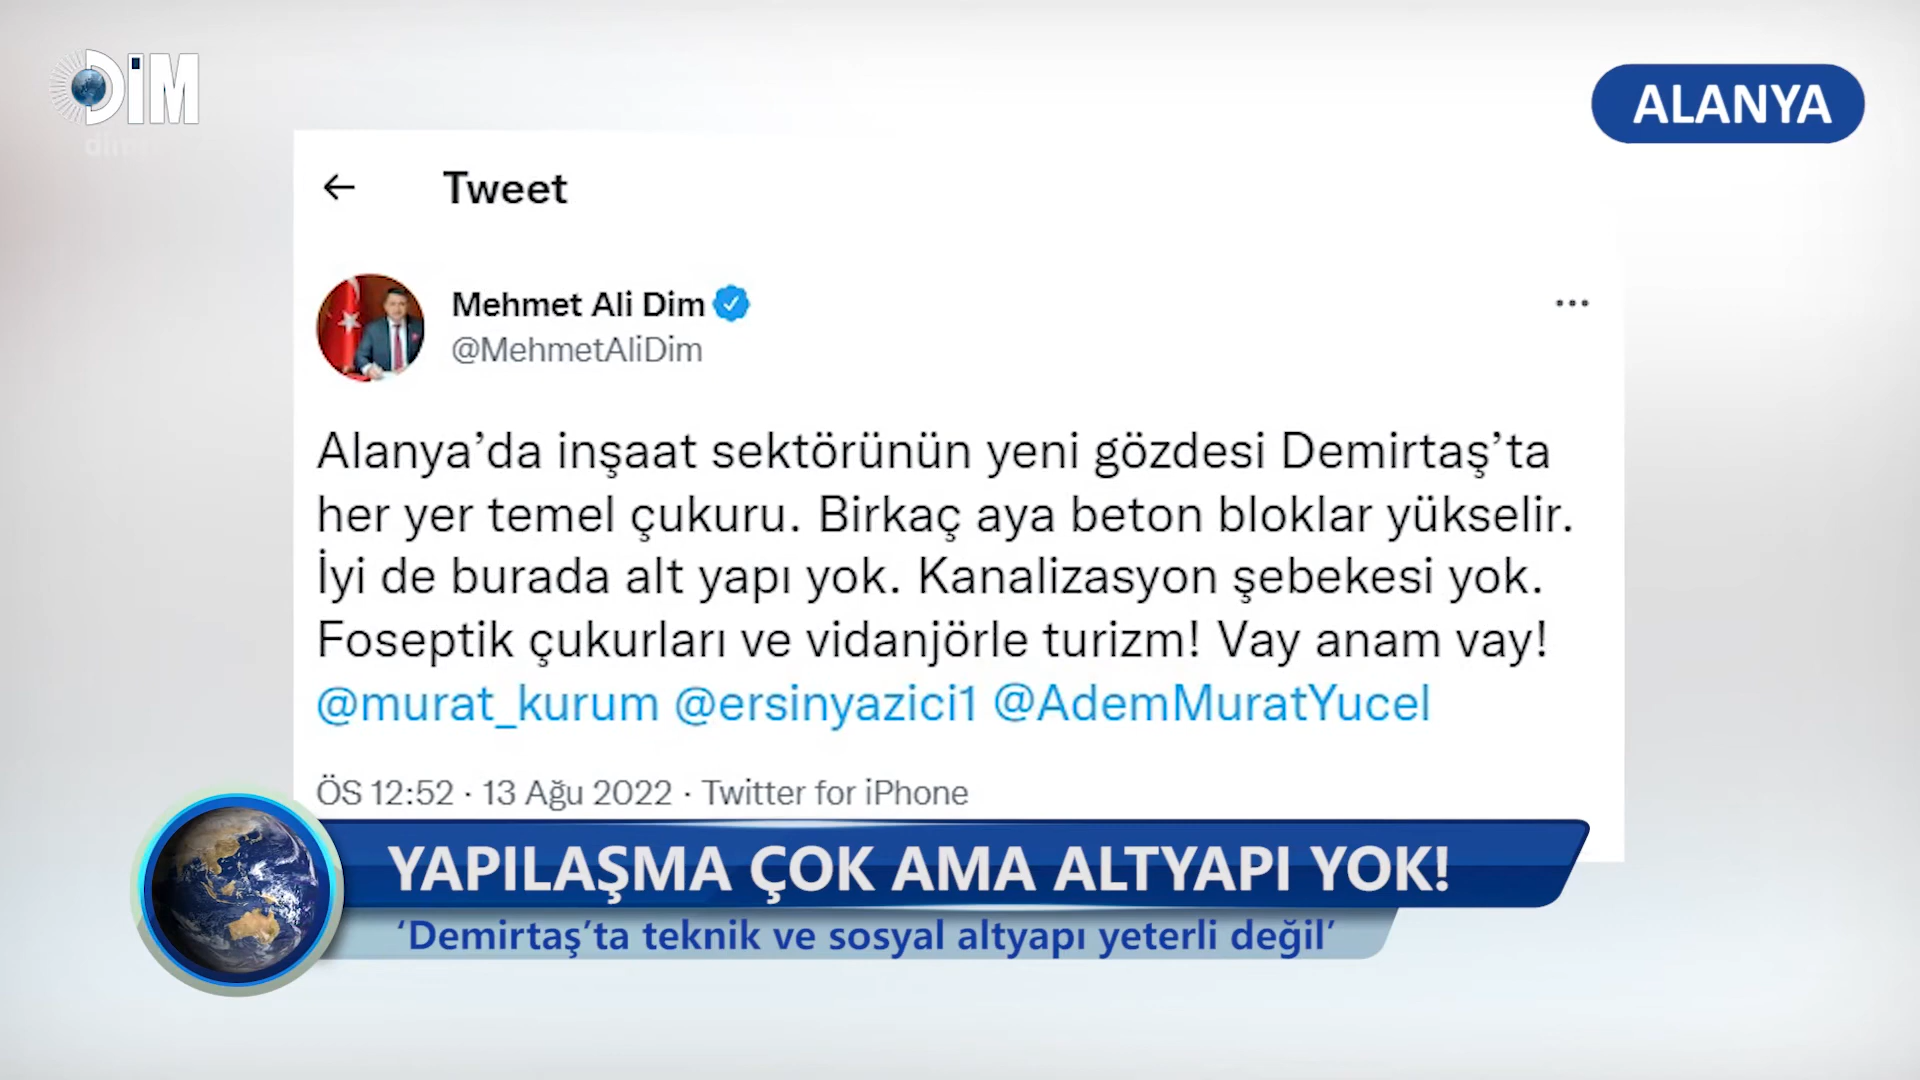 DİM
ALANYA
← Tweet
Mehmet Ali Dim
@MehmetAliDim
Alanya’da inşaat sektörünün yeni gözdesi Demirtaş’ta
her yer temel çukuru. Birkaç aya beton bloklar yükselir.
İyi de burada alt yapı yok. Kanalizasyon şebekesi yok.
Foseptik çukurları ve vidanjörle turizm! Vay anam vay!
@murat_kurum @ersinyazici1 @AdemMuratYucel
ÖS 12:52 · 13 Ağu 2022 · Twitter for iPhone
YAPILAŞMA ÇOK AMA ALTYAPI YOK!
‘Demirtaş’ta teknik ve sosyal altyapı yeterli değil’